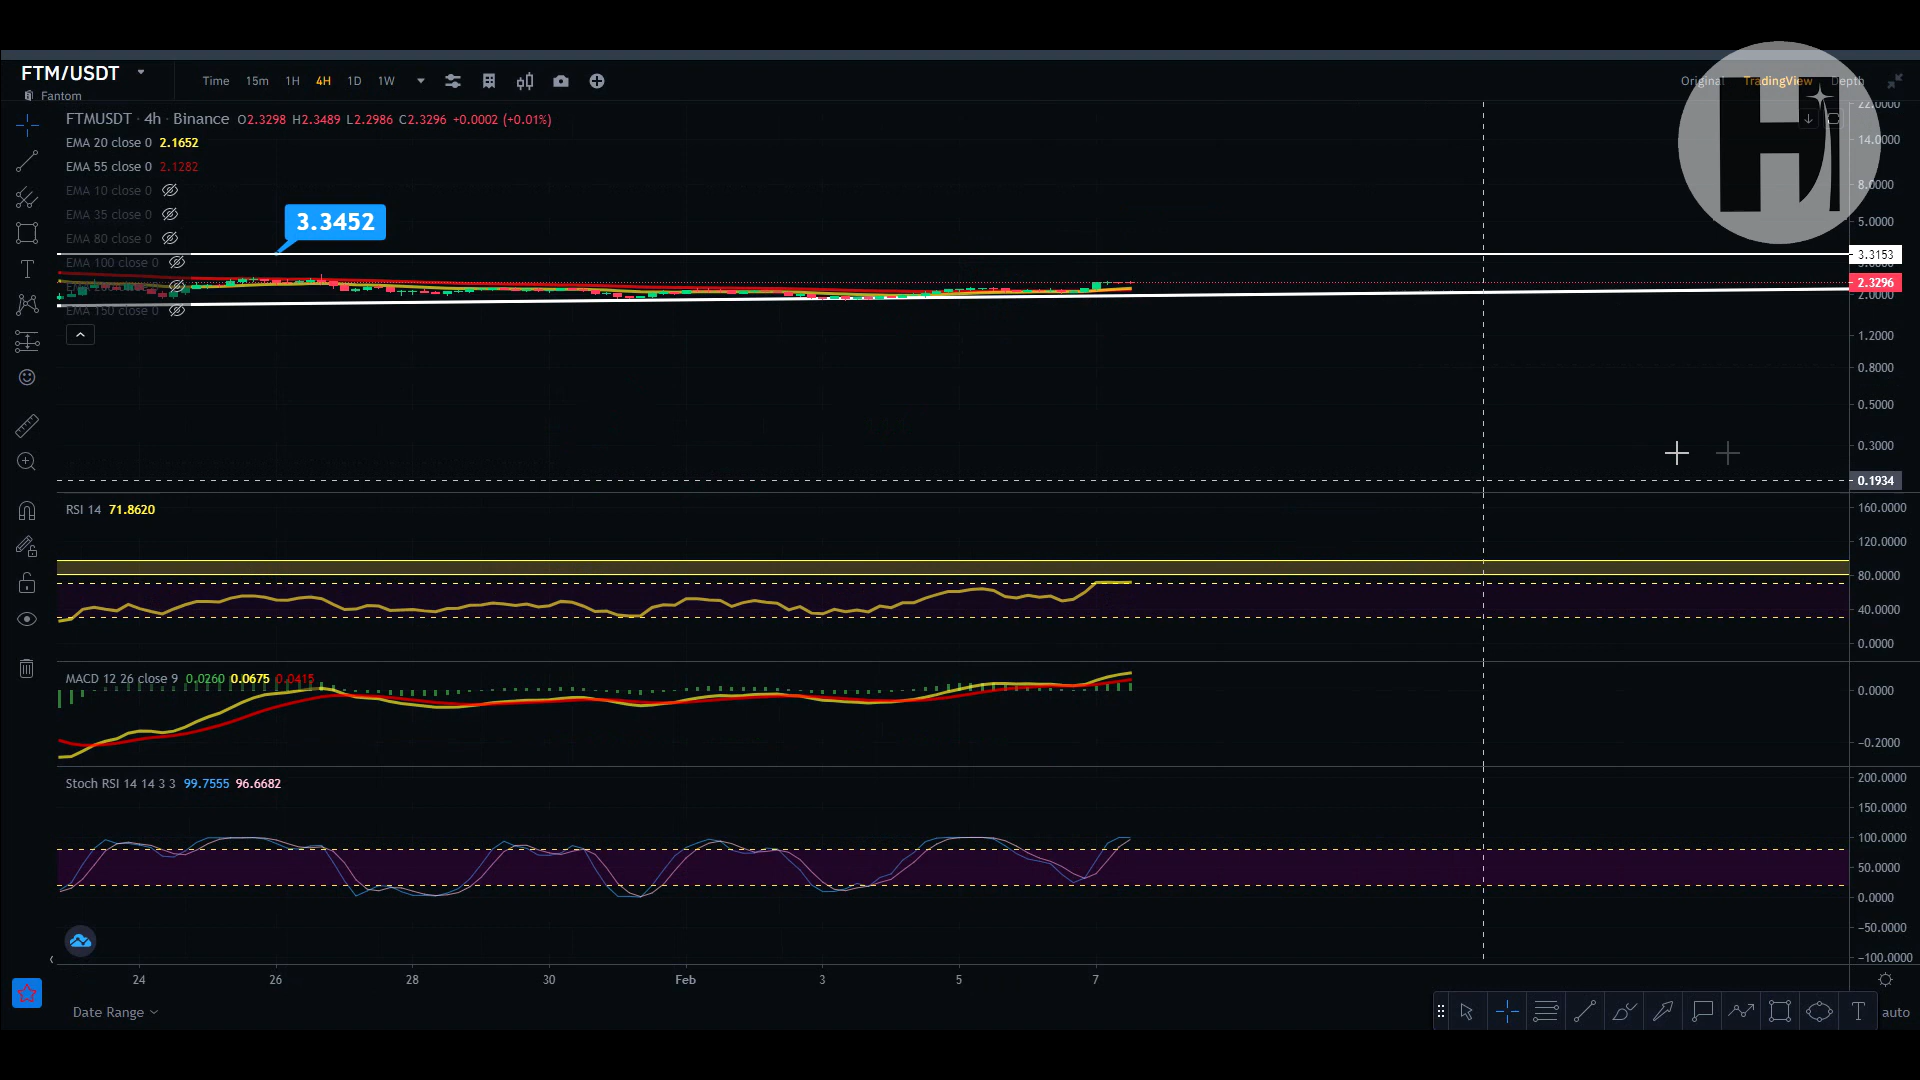 FTM/USDT
Time 15m 1H 4H 1D 1W
Original TradingView Depth
Fantom
FTMUSDT · 4h · Binance O2.3298 H2.3489 L2.2986 C2.3296 +0.0002 (+0.01%)
EMA 20 close 0 2.1652
EMA 55 close 0 2.1282
EMA 10 close 0
EMA 35 close 0
EMA 80 close 0
EMA 100 close 0
EMA 150 close 0
3.3452
22.0000
14.0000
8.0000
5.0000
3.3153
2.3296
2.0000
1.2000
0.8000
0.5000
0.3000
0.1934
RSI 14 71.8620
160.0000
120.0000
80.0000
40.0000
0.0000
MACD 12 26 close 9 0.0260 0.0675 0.0415
0.0000
-0.2000
Stoch RSI 14 14 3 3 99.7555 96.6682
200.0000
150.0000
100.0000
50.0000
0.0000
-50.0000
-100.0000
24 26 28 30 Feb 3 5 7
Date Range
auto